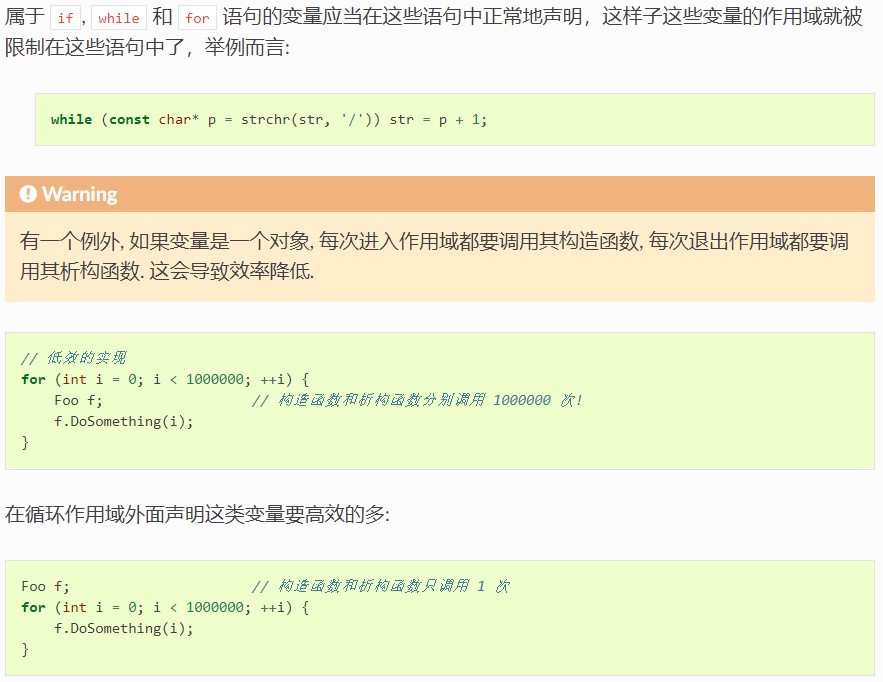 属于 if, while 和 for 语句的变量应当在这些语句中正常地声明，这样子这些变量的作用域就被
限制在这些语句中了，举例而言:
while (const char* p = strchr(str, '/')) str = p + 1;
Warning
有一个例外, 如果变量是一个对象, 每次进入作用域都要调用其构造函数, 每次退出作用域都要调
用其析构函数. 这会导致效率降低.
// 低效的实现
for (int i = 0; i < 1000000; ++i) {
    Foo f;                  // 构造函数和析构函数分别调用 1000000 次!
    f.DoSomething(i);
}
在循环作用域外面声明这类变量要高效的多:
Foo f;                      // 构造函数和析构函数只调用 1 次
for (int i = 0; i < 1000000; ++i) {
    f.DoSomething(i);
}